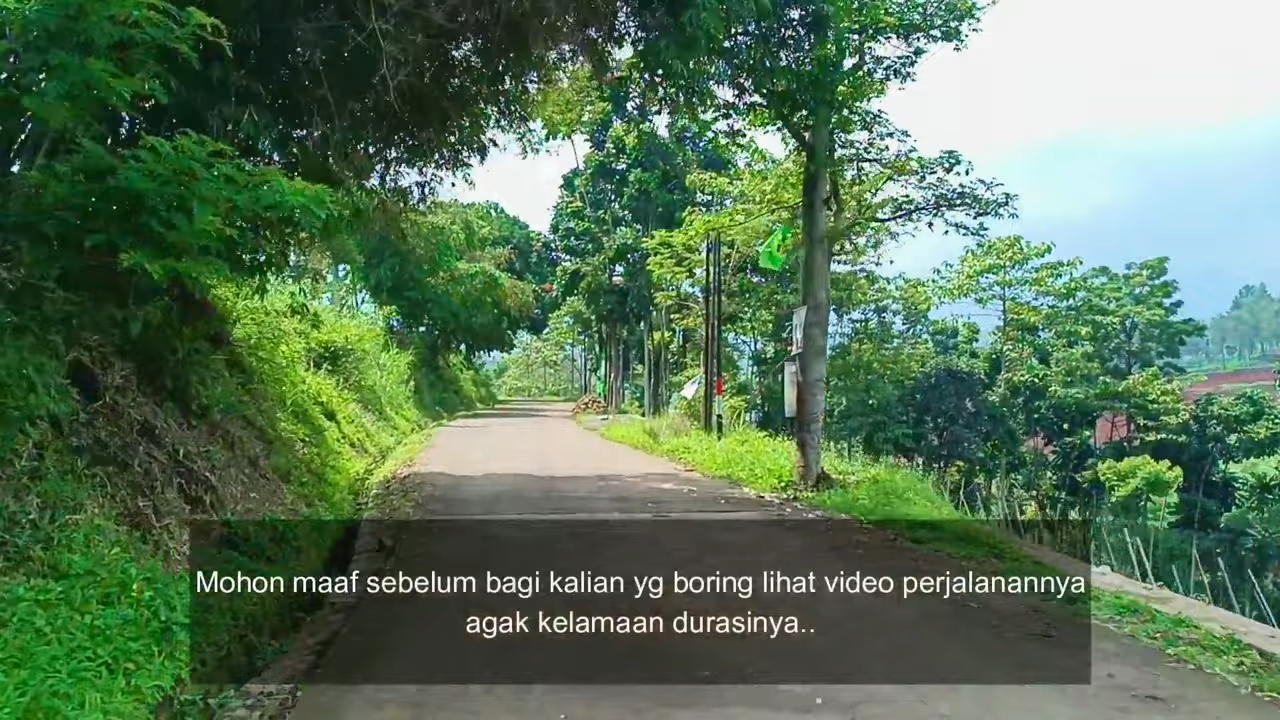 Mohon maaf sebelum bagi kalian yg boring lihat video perjalanannya
agak kelamaan durasinya..